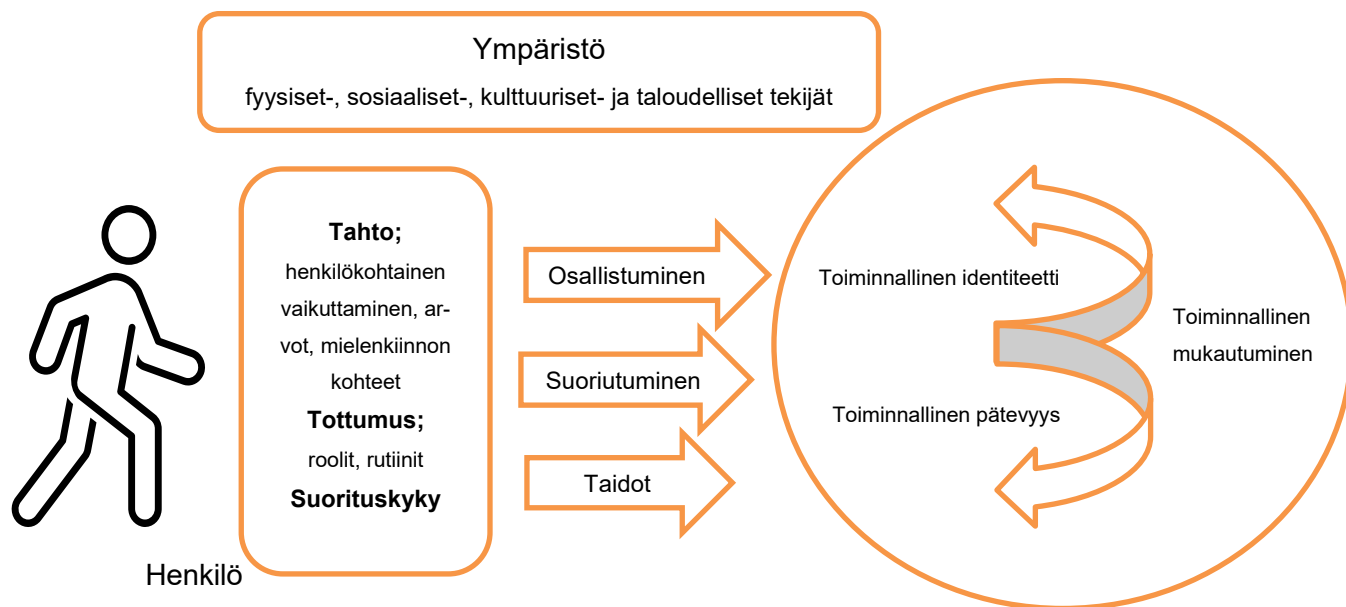 Ympäristö
fyysiset-, sosiaaliset-, kulttuuriset- ja taloudelliset tekijät
Tahto;
henkilökohtainen
vaikuttaminen, ar-
vot, mielenkiinnon
kohteet
Tottumus;
roolit, rutiinit
Suorituskyky
Henkilö
Osallistuminen
Suoriutuminen
Taidot
Toiminnallinen identiteetti
Toiminnallinen pätevyys
Toiminnallinen
mukautuminen